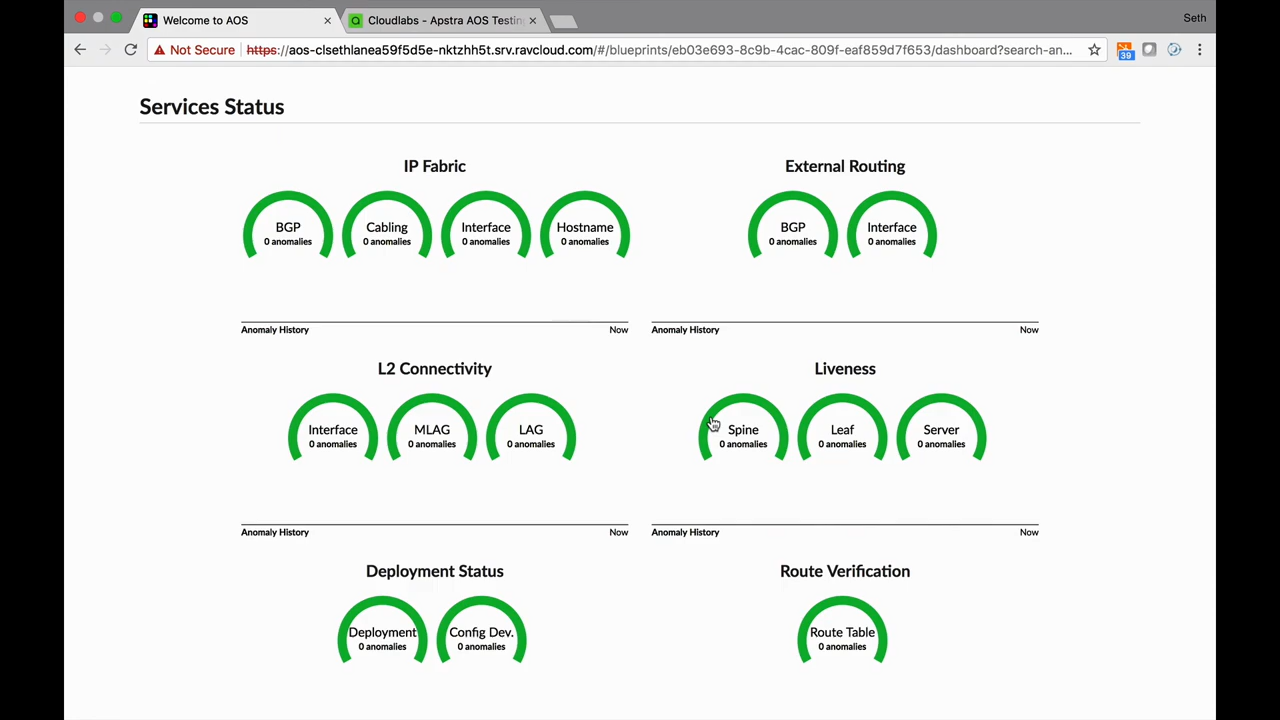 Welcome to AOS
Cloudlabs - Apstra AOS Testin
Seth
Not Secure
https://aos-clsethlanea59f5d5e-nktzhh5t.srv.ravcloud.com/#/blueprints/eb03e693-8c9b-4cac-809f-eaf859d7f653/dashboard?search-an...
39
Services Status
IP Fabric
External Routing
BGP
0 anomalies
Cabling
0 anomalies
Interface
0 anomalies
Hostname
0 anomalies
BGP
0 anomalies
Interface
0 anomalies
Anomaly History
Now
Anomaly History
Now
L2 Connectivity
Liveness
Interface
0 anomalies
MLAG
0 anomalies
LAG
0 anomalies
Spine
0 anomalies
Leaf
0 anomalies
Server
0 anomalies
Anomaly History
Now
Anomaly History
Now
Deployment Status
Route Verification
Deployment
0 anomalies
Config Dev.
0 anomalies
Route Table
0 anomalies